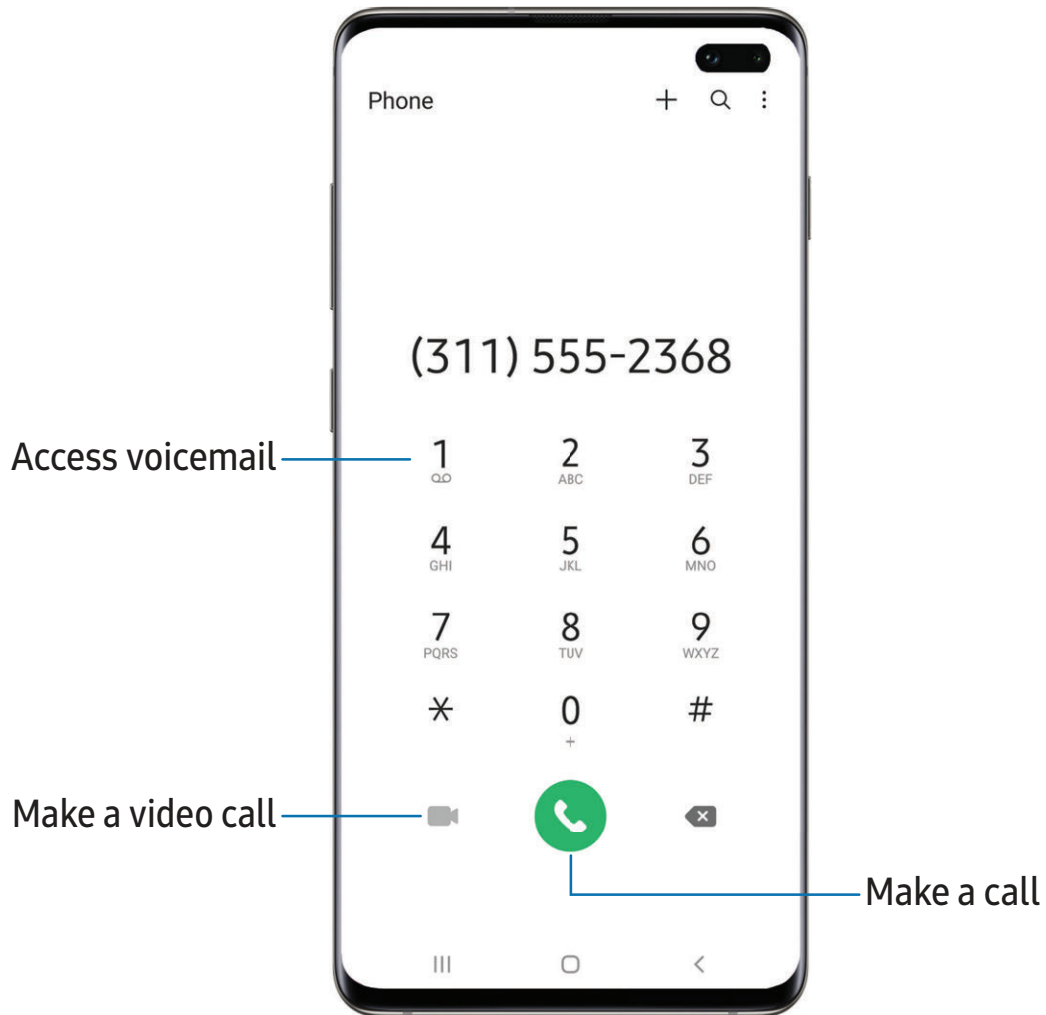 Phone
(311) 555-2368
Access voicemail
1 2 3
ABC DEF
4 5 6
GHI JKL MNO
7 8 9
PQRS TUV WXYZ
* 0 #
+
Make a video call
Make a call